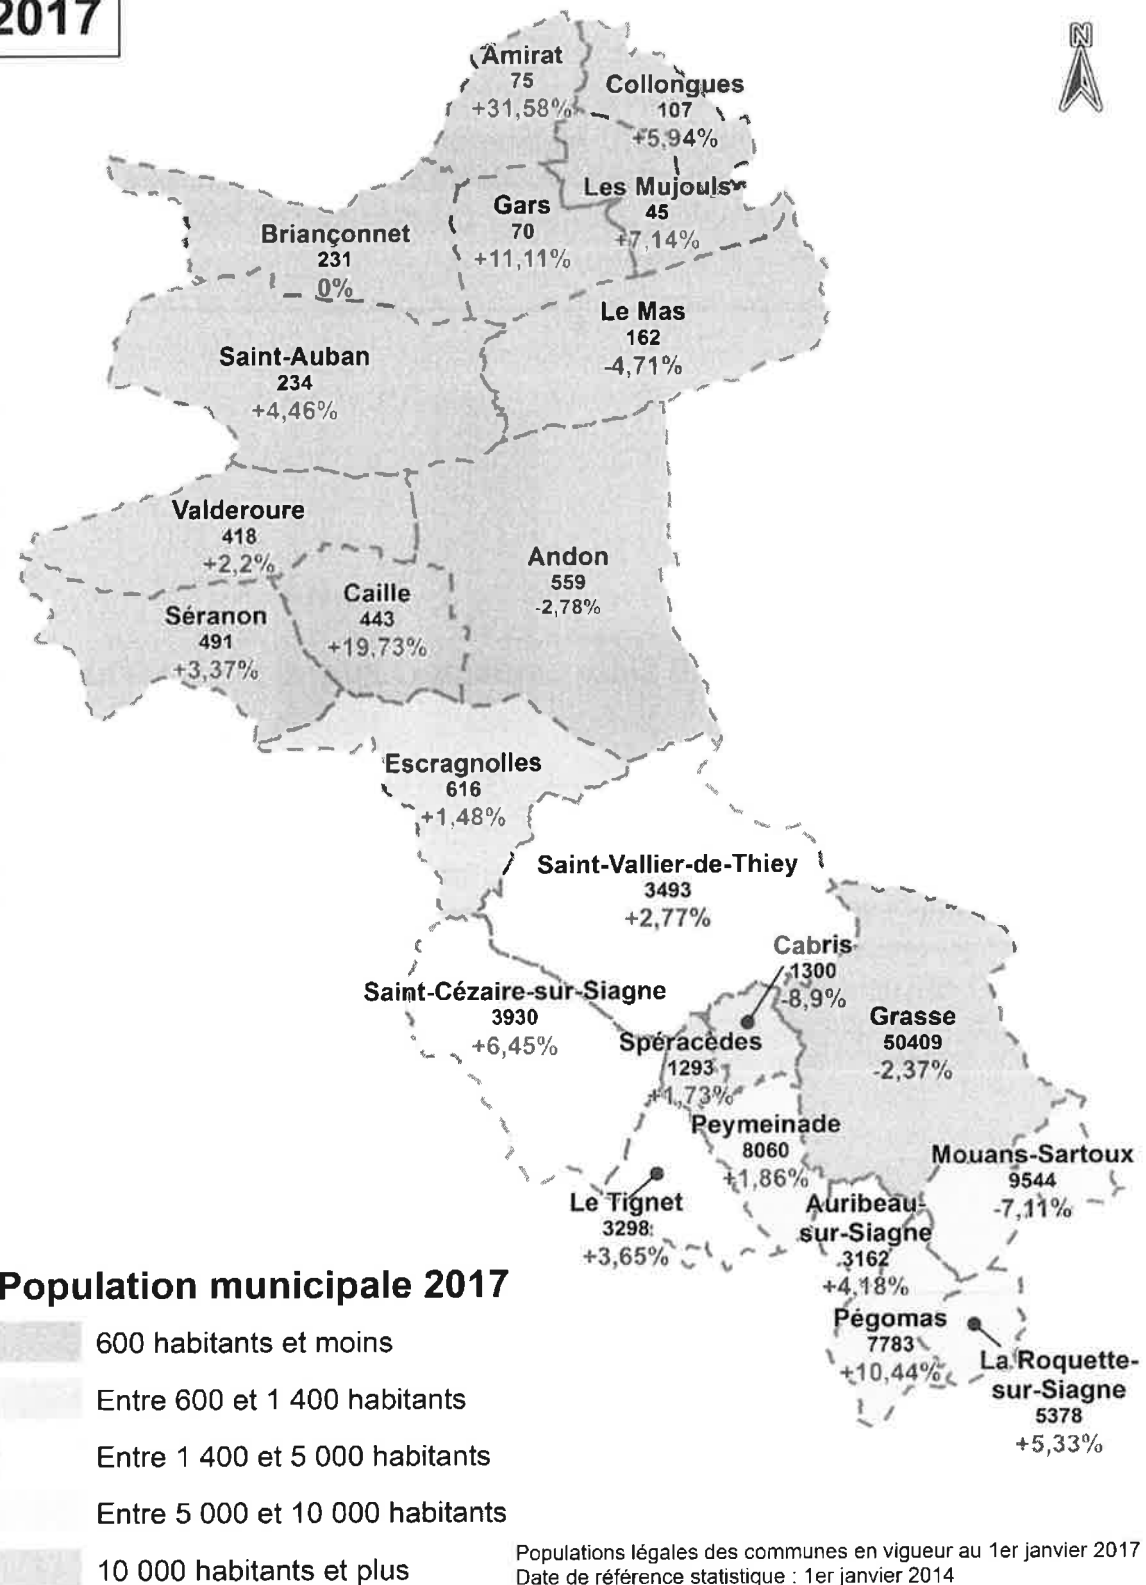 2017
N
Amirat
75
+31,58%
Collongues
107
+5,94%
Les Mujouls
45
+7,14%
Gars
70
+11,11%
Briançonnet
231
0%
Le Mas
162
-4,71%
Saint-Auban
234
+4,46%
Valderoure
418
+2,2%
Andon
559
-2,78%
Caille
443
+19,73%
Séranon
491
+3,37%
Escragnolles
616
+1,48%
Saint-Vallier-de-Thiey
3493
+2,77%
Cabris
1300
-8,9%
Saint-Cézaire-sur-Siagne
3930
+6,45%
Grasse
50409
-2,37%
Spéracèdes
1293
+1,73%
Peymeinade
8060
+1,86%
Mouans-Sartoux
9544
-7,11%
Le Tignet
3298
+3,65%
Auribeau-
sur-Siagne
3162
+4,18%
Pégomas
7783
+10,44%
La Roquette-
sur-Siagne
5378
+5,33%
Population municipale 2017
600 habitants et moins
Entre 600 et 1 400 habitants
Entre 1 400 et 5 000 habitants
Entre 5 000 et 10 000 habitants
10 000 habitants et plus
Populations légales des communes en vigueur au 1er janvier 2017
Date de référence statistique : 1er janvier 2014